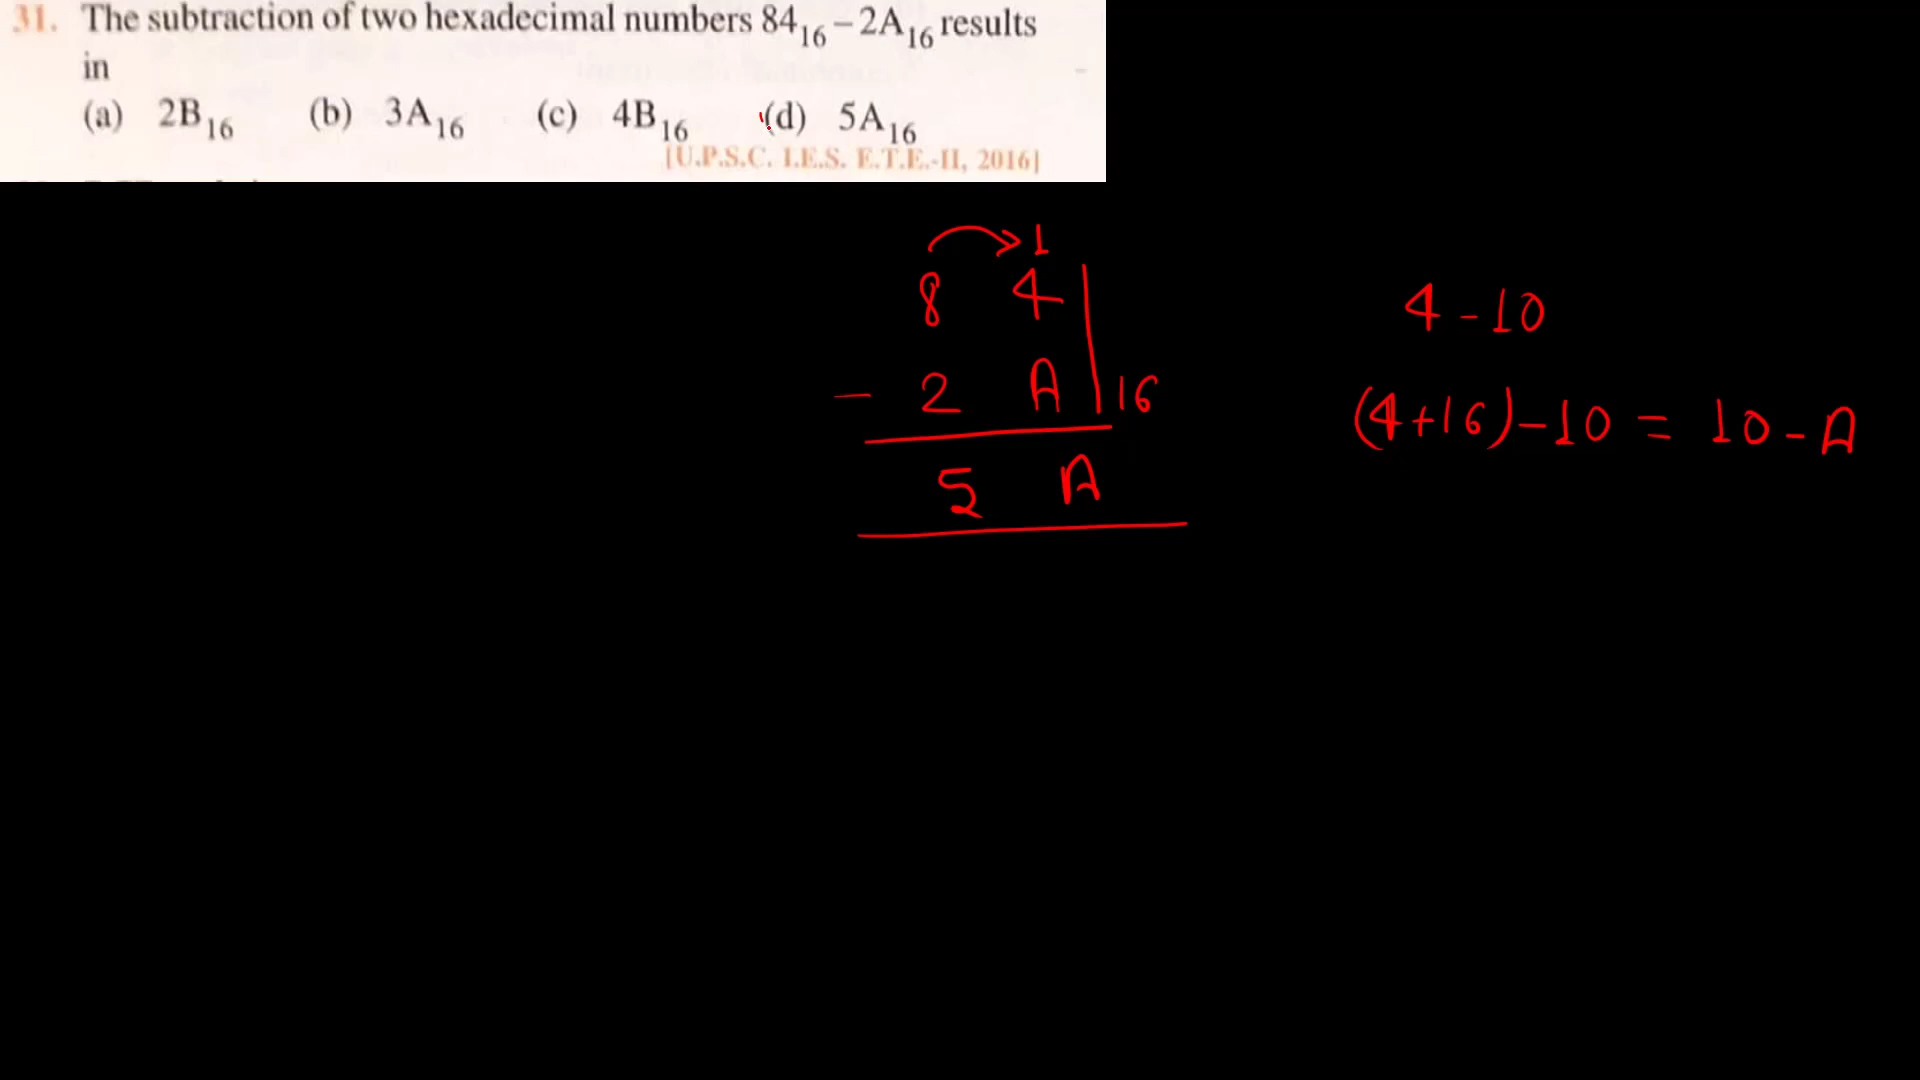 31. The subtraction of two hexadecimal numbers 84₁₆ – 2A₁₆ results
in
(a) 2B₁₆ (b) 3A₁₆ (c) 4B₁₆ (d) 5A₁₆
[U.P.S.C. I.E.S. E.T.E.-II, 2016]
1
8 4
- 2 A 16
5 A
4 - 10
(4+16) - 10 = 10 - A